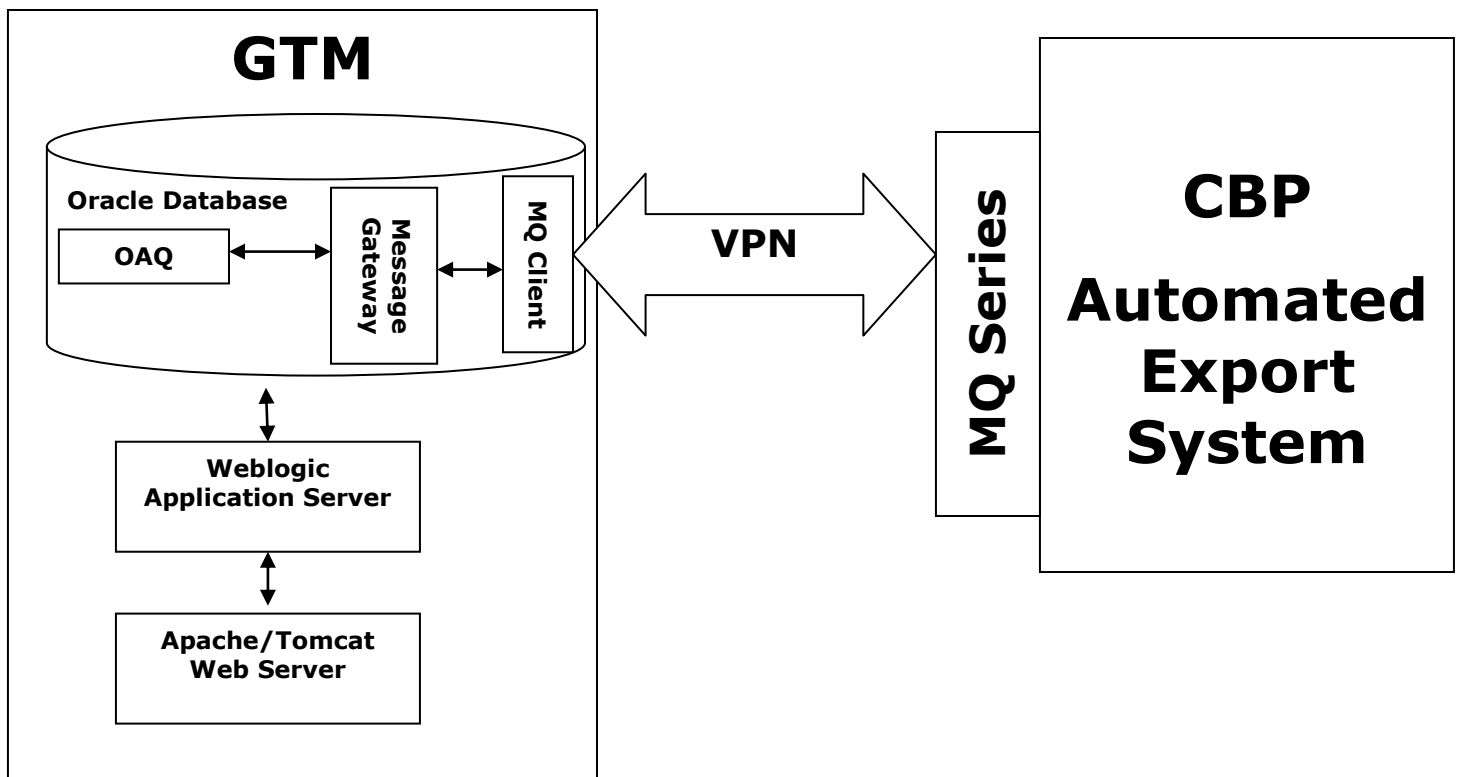 GTM
Oracle Database
OAQ
Message
Gateway
MQ Client
VPN
MQ Series
CBP
Automated
Export
System
Weblogic
Application Server
Apache/Tomcat
Web Server